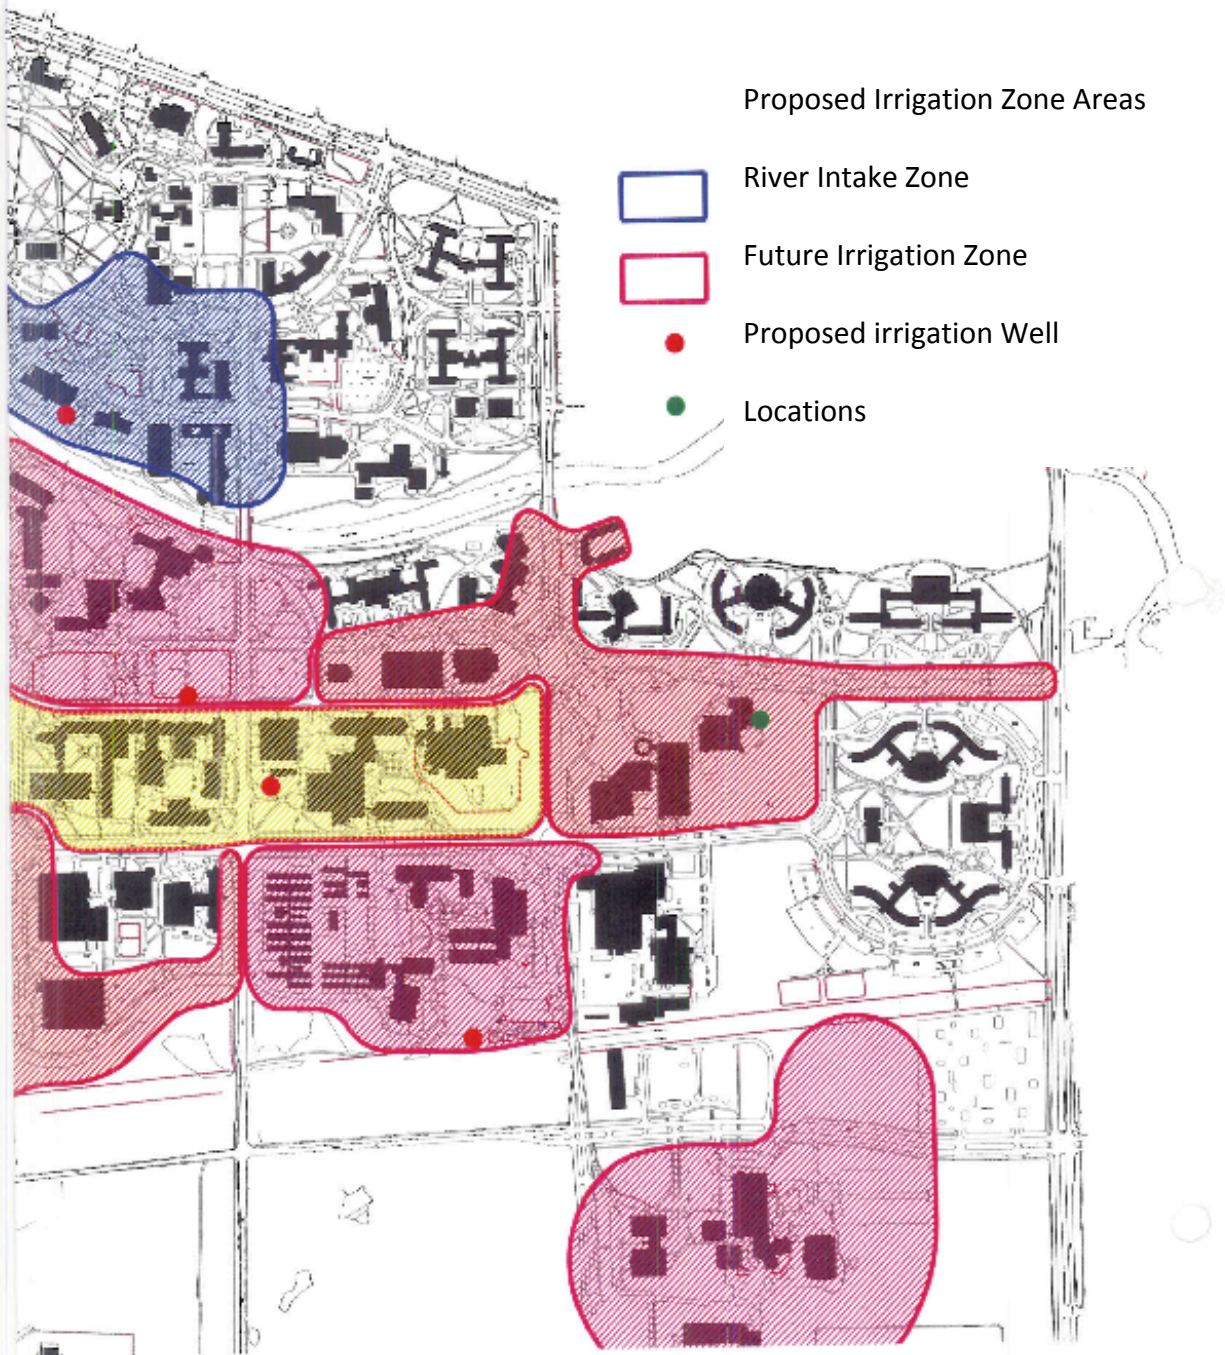 Proposed Irrigation Zone Areas
River Intake Zone
Future Irrigation Zone
Proposed irrigation Well
Locations